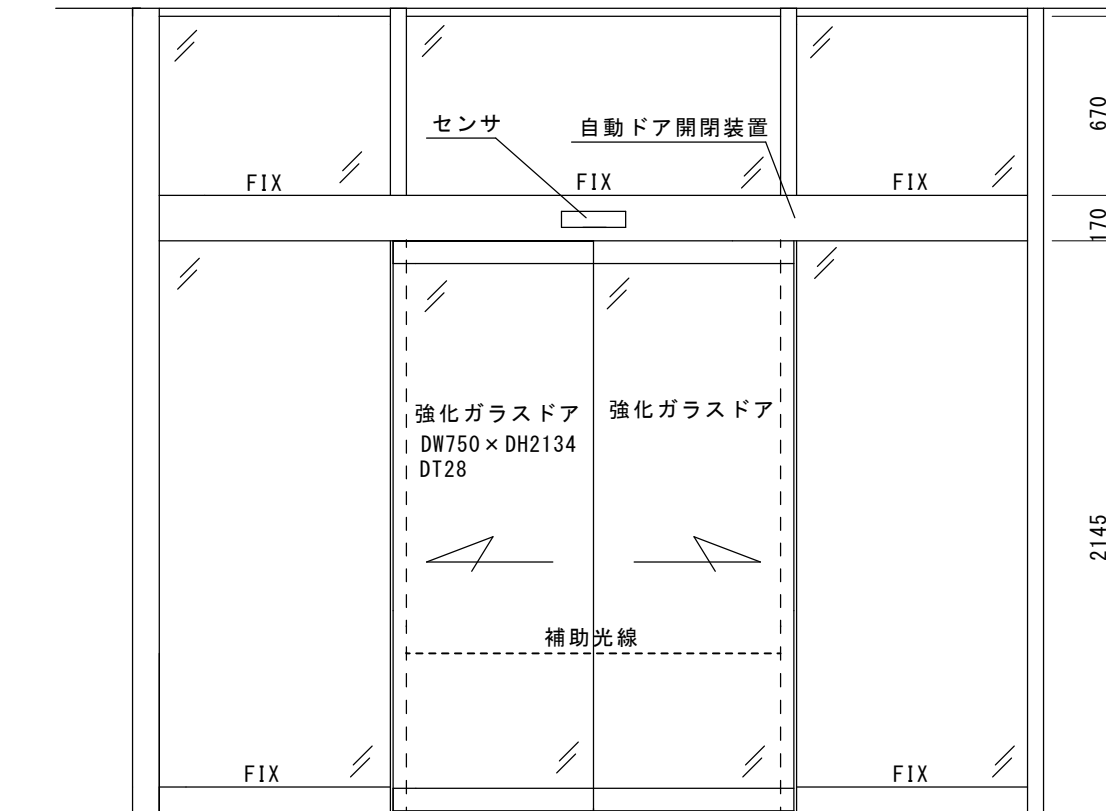 センサ
自動ドア開閉装置
FIX
FIX
FIX
670
170
強化ガラスドア
DW750×DH2134
DT28
強化ガラスドア
2145
補助光線
FIX
FIX